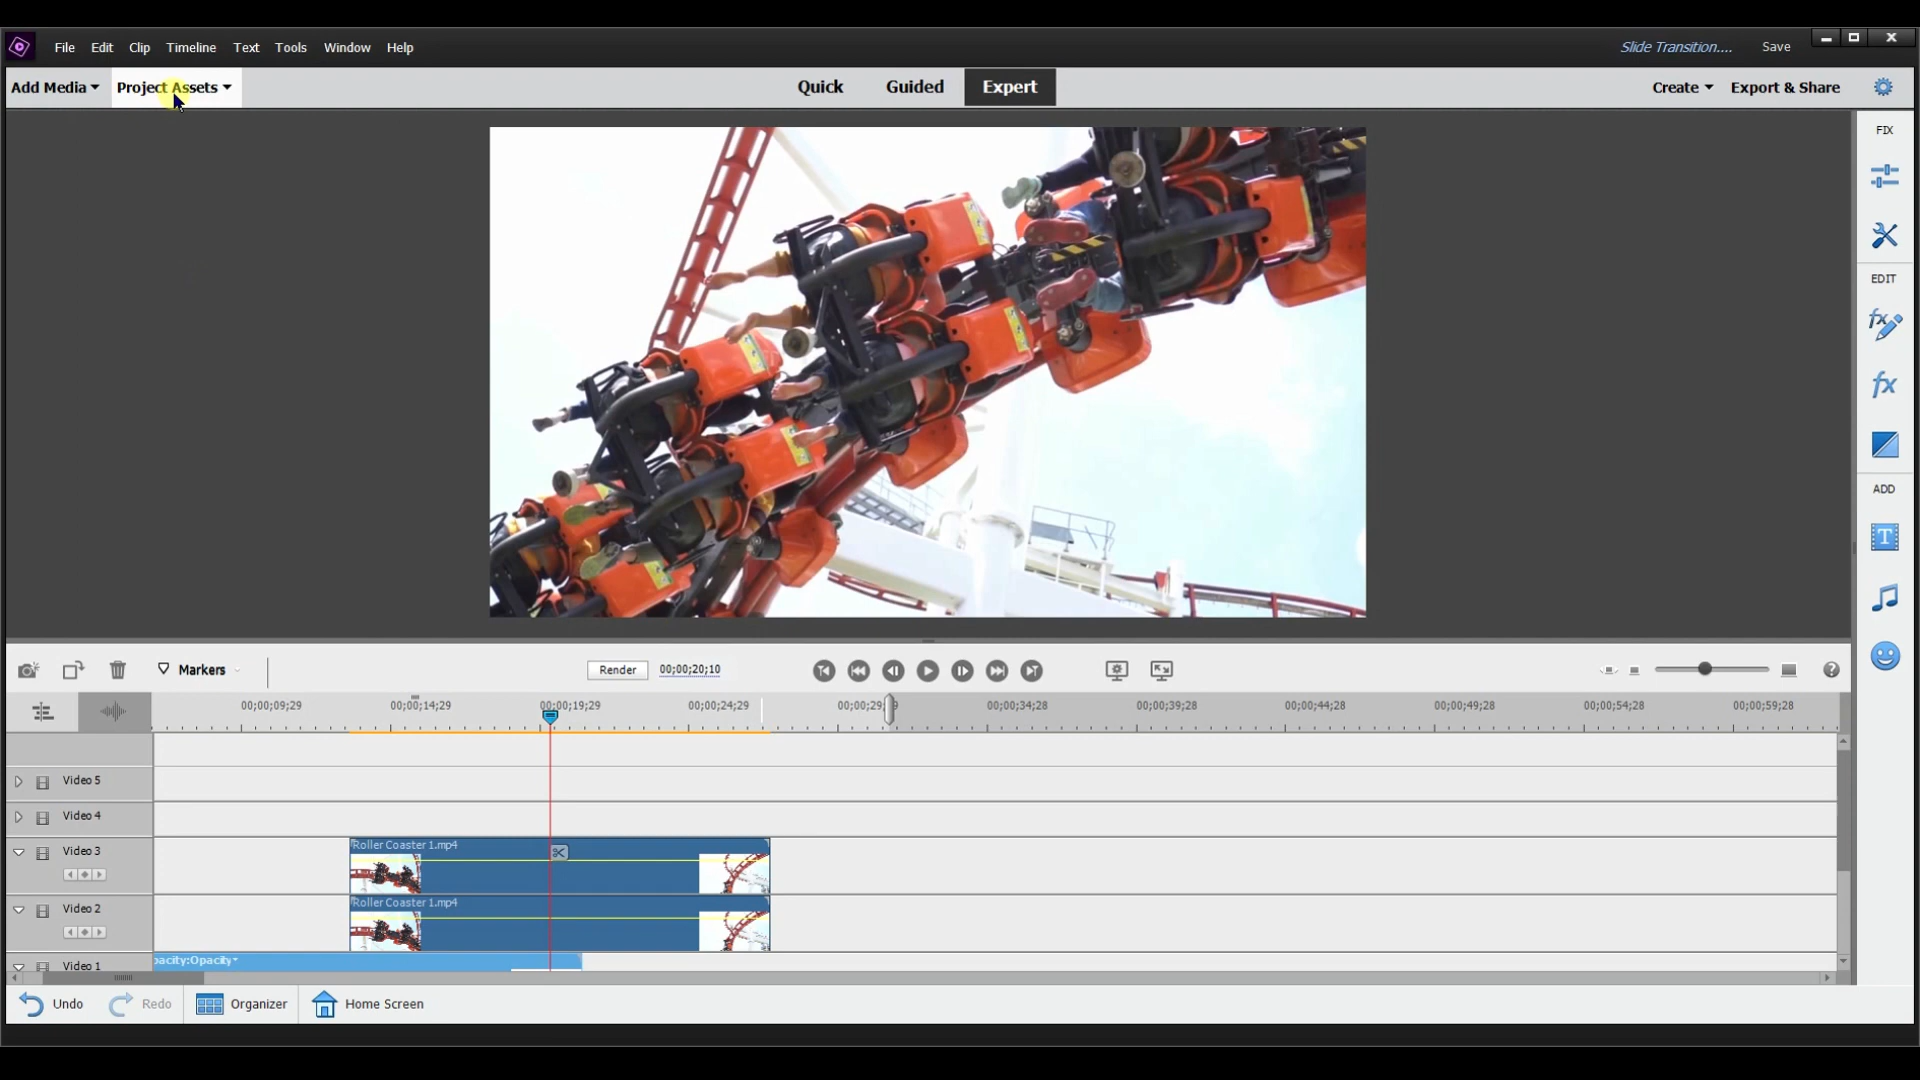 File Edit Clip Timeline Text Tools Window Help
Slide Transition.... Save
Add Media Project Assets
Quick Guided Expert
Create Export & Share
FIX
EDIT
fx
fx
ADD
T
Markers
Render 00;00;20;10
?
00;00;09;29 00;00;14;29 00;00;19;29 00;00;24;29 00;00;29; 00;00;34;28 00;00;39;28 00;00;44;28 00;00;49;28 00;00;54;28 00;00;59;28
Video 5
Video 4
Video 3
Roller Coaster 1.mp4
Video 2
Roller Coaster 1.mp4
Video 1
pacity:Opacity
Undo Redo Organizer Home Screen